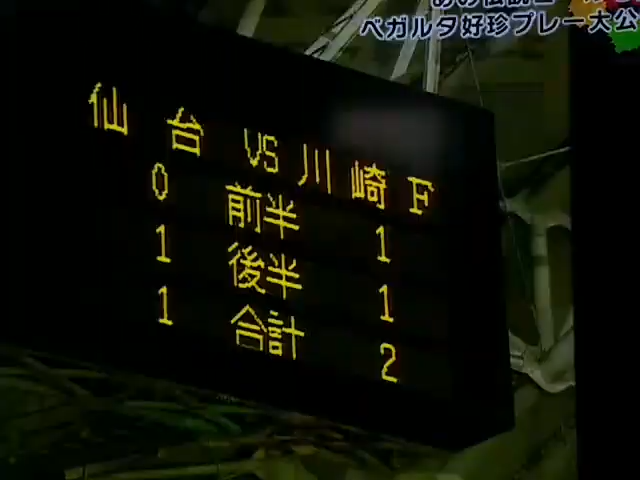 ベガルタ好珍プレー大公
仙台 VS 川崎F
0 前半 1
1 後半 1
1 合計 2